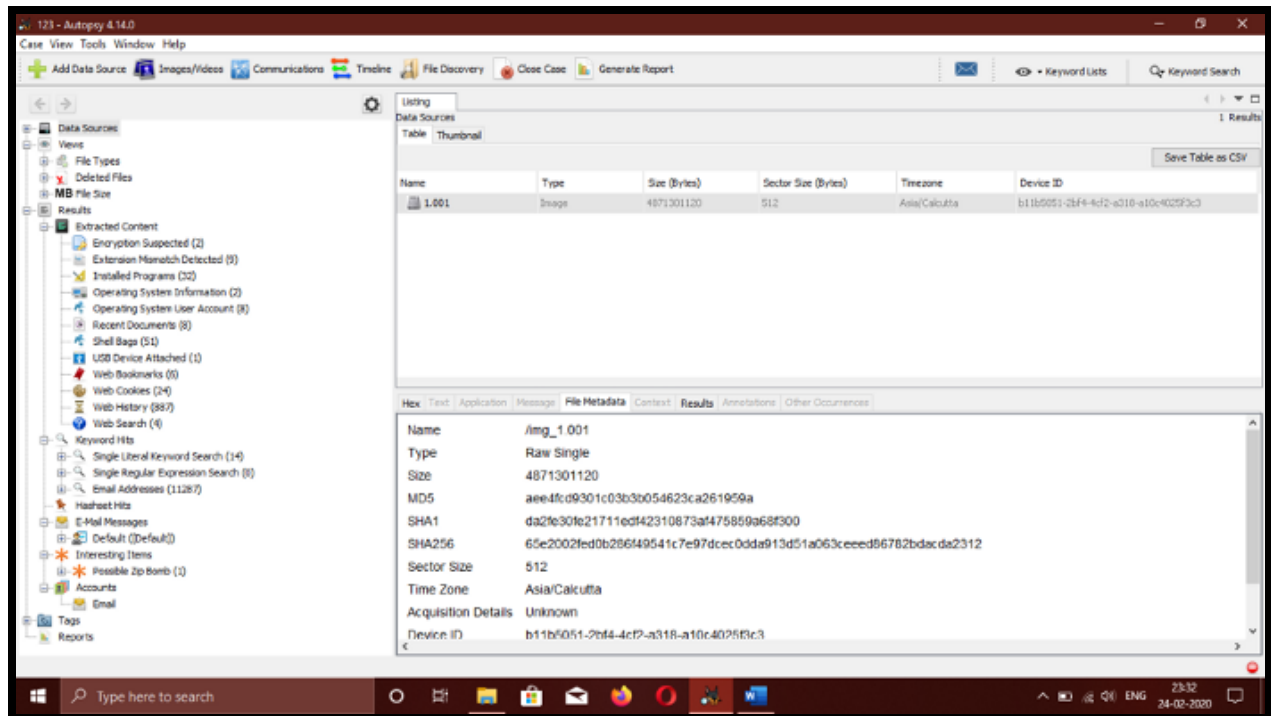 123 - Autopsy 4.14.0
Case View Tools Window Help
Add Data Source Images/Videos Communications Timeline File Discovery Close Case Generate Report Keyword Lists Keyword Search
Data Sources
Views
File Types
Deleted Files
MB File Size
Results
Extracted Content
Encryption Suspected (2)
Extension Mismatch Detected (9)
Installed Programs (32)
Operating System Information (2)
Operating System User Account (8)
Recent Documents (8)
Shell Bags (51)
USB Device Attached (1)
Web Bookmarks (6)
Web Cookies (24)
Web History (887)
Web Search (4)
Keyword Hits
Single Literal Keyword Search (14)
Single Regular Expression Search (0)
Email Addresses (11287)
Hashset Hits
E-Mail Messages
Default ([Default])
Interesting Items
Possible Zip Bomb (1)
Accounts
Email
Tags
Reports
Listing
Data Sources 1 Results
Table Thumbnail
Save Table as CSV
Name Type Size (Bytes) Sector Size (Bytes) Timezone Device ID
1.001 Image 4871301120 512 Asia/Calcutta b11b5051-2bf4-4cf2-a318-a10c4025f3c3
Hex Text Application Message File Metadata Context Results Annotations Other Occurrences
Name /img_1.001
Type Raw Single
Size 4871301120
MD5 aee4fcd9301c03b3b054623ca261959a
SHA1 da2fe30fe21711edf42310873af475859a68f300
SHA256 65e2002fed0b286f49541c7e97dcec0dda913d51a063ceeed86782bdacda2312
Sector Size 512
Time Zone Asia/Calcutta
Acquisition Details Unknown
Device ID b11b5051-2bf4-4cf2-a318-a10c4025f3c3
Type here to search
ENG
23:32
24-02-2020